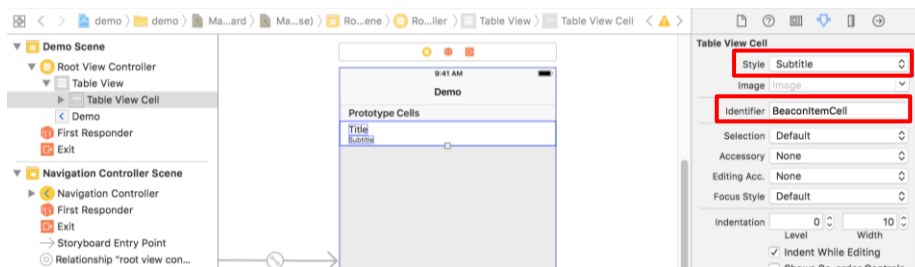 demo 〉 demo 〉 Ma...ard 〉 Ma...se) 〉 Ro...ene 〉 Ro...ller 〉 Table View 〉 Table View Cell
Demo Scene
Root View Controller
Table View
Table View Cell
Demo
First Responder
Exit
Navigation Controller Scene
Navigation Controller
First Responder
Exit
Storyboard Entry Point
Relationship "root view con...
9:41 AM
Demo
Prototype Cells
Title
Subtitle
Table View Cell
Style Subtitle
Image Image
Identifier BeaconItemCell
Selection Default
Accessory None
Editing Acc. None
Focus Style Default
Indentation 0 10
Level Width
Indent While Editing
Shows Re-order Controls